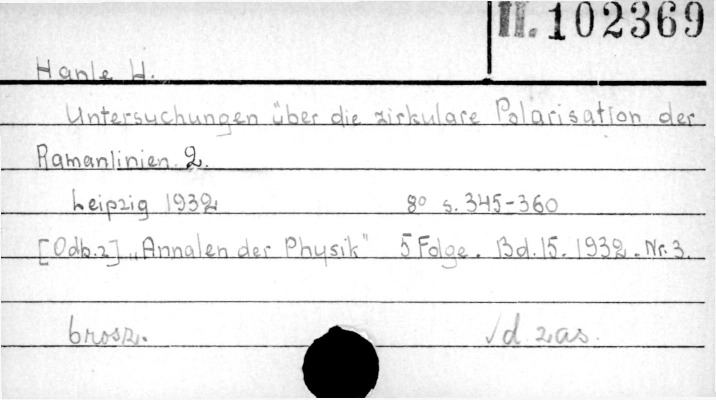 II. 102369
Hanle H.
Untersuchungen über die zirkulare Polarisation der
Ramanlinien. 2.
Leipzig 1932 8° s. 345-360
[Odb. z] „Annalen der Physik" 5 Folge. Bd. 15. 1932. Nr. 3.
brosz. √d. zas.